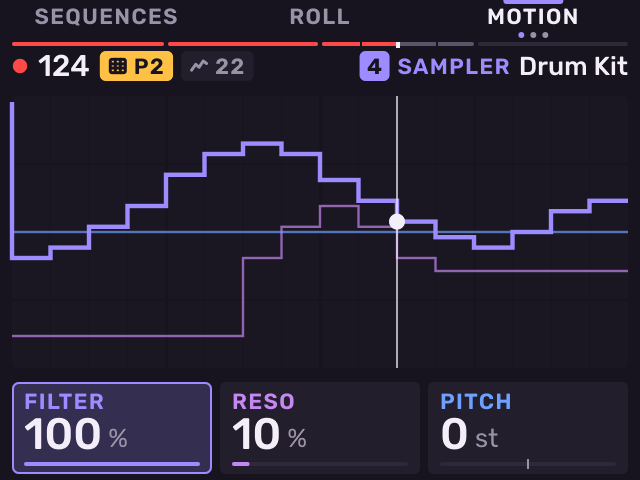 SEQUENCES ROLL MOTION
124 P2 22 4 SAMPLER Drum Kit
FILTER RESO PITCH
100 % 10 % 0 st